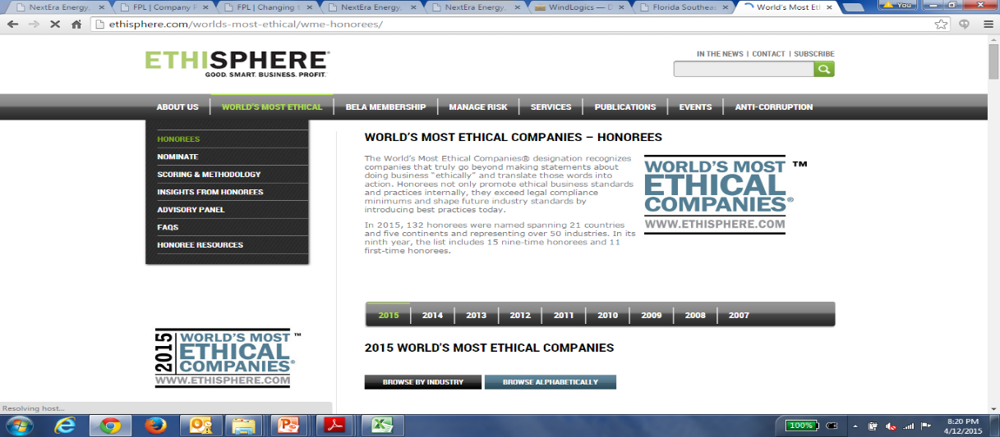 NextEra Energy,
FPL | Company P
FPL | Changing t
NextEra Energy,
NextEra Energy,
WindLogics — D
Florida Southeas
World's Most Et
You
ethisphere.com/worlds-most-ethical/wme-honorees/
ETHISPHERE®
GOOD. SMART. BUSINESS. PROFIT.
IN THE NEWS | CONTACT | SUBSCRIBE
ABOUT US
WORLD'S MOST ETHICAL
BELA MEMBERSHIP
MANAGE RISK
SERVICES
PUBLICATIONS
EVENTS
ANTI-CORRUPTION
HONOREES
NOMINATE
SCORING & METHODOLOGY
INSIGHTS FROM HONOREES
ADVISORY PANEL
FAQS
HONOREE RESOURCES
WORLD'S MOST ETHICAL COMPANIES – HONOREES
The World's Most Ethical Companies® designation recognizes
companies that truly go beyond making statements about
doing business "ethically" and translate those words into
action. Honorees not only promote ethical business standards
and practices internally, they exceed legal compliance
minimums and shape future industry standards by
introducing best practices today.
In 2015, 132 honorees were named spanning 21 countries
and five continents and representing over 50 industries. In its
ninth year, the list includes 15 nine-time honorees and 11
first-time honorees.
WORLD'S MOST ™
ETHICAL
COMPANIES®
WWW.ETHISPHERE.COM
2015
2014
2013
2012
2011
2010
2009
2008
2007
2015 WORLD'S MOST ETHICAL COMPANIES
BROWSE BY INDUSTRY
BROWSE ALPHABETICALLY
2015
WORLD'S MOST ™
ETHICAL
COMPANIES®
WWW.ETHISPHERE.COM
Resolving host...
100%
8:20 PM
4/12/2015